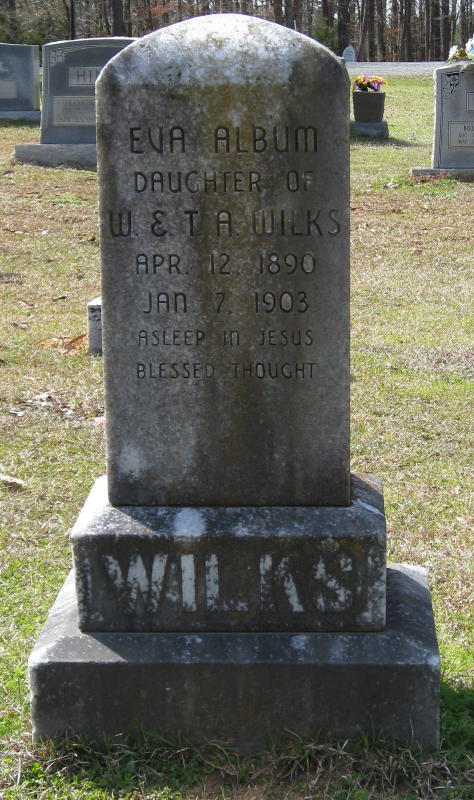 EVA ALBUM
DAUGHTER OF
W. & T. A. WILKS
APR. 12, 1890
JAN. 7, 1903
ASLEEP IN JESUS
BLESSED THOUGHT
WILKS